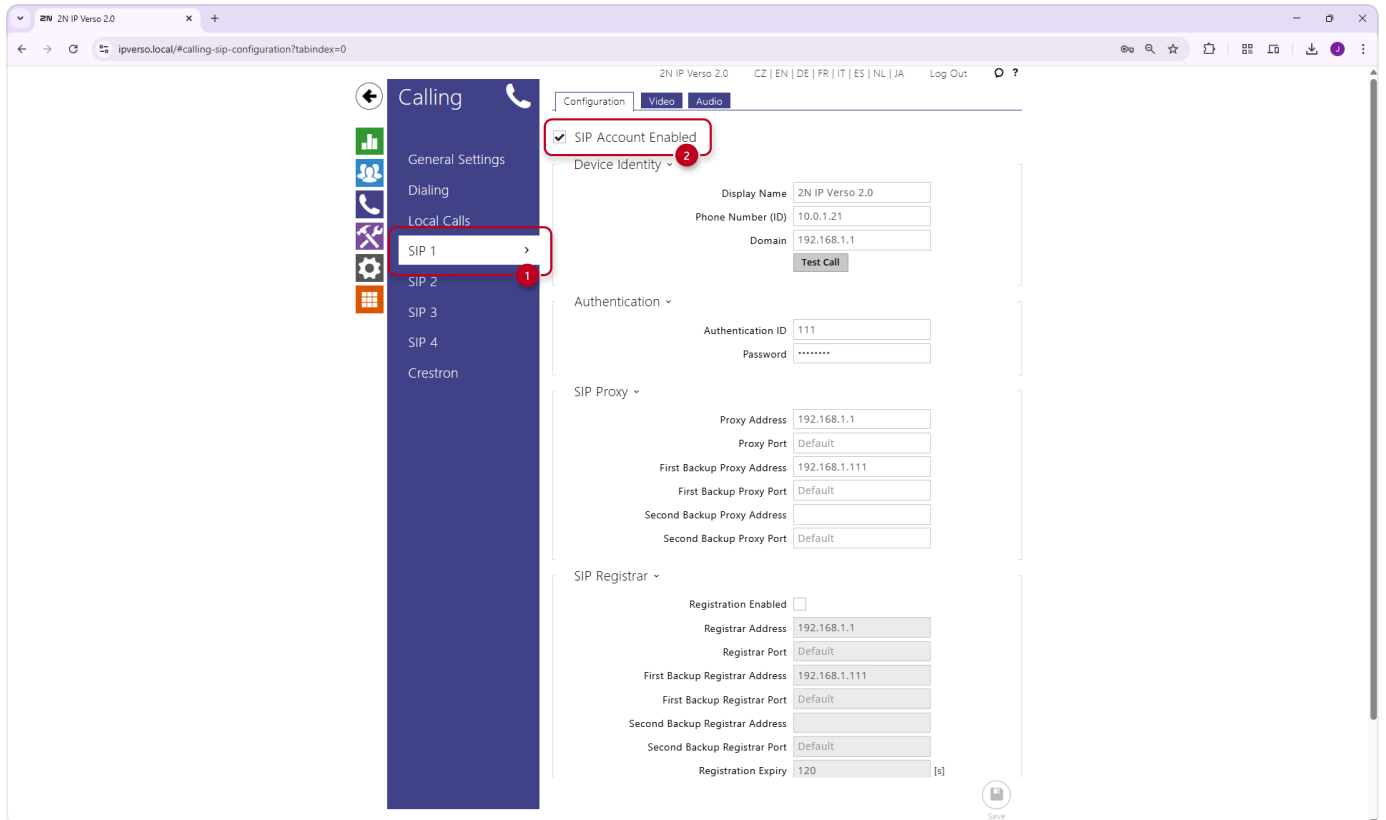 2N 2N IP Verso 2.0
ipverso.local/#calling-sip-configuration?tabindex=0
J
2N IP Verso 2.0 CZ | EN | DE | FR | IT | ES | NL | JA Log Out ?
Calling
Configuration Video Audio
SIP Account Enabled
2
General Settings
Dialing
Local Calls
SIP 1
1
SIP 2
SIP 3
SIP 4
Crestron
Device Identity
Display Name 2N IP Verso 2.0
Phone Number (ID) 10.0.1.21
Domain 192.168.1.1
Test Call
Authentication
Authentication ID 111
Password ········
SIP Proxy
Proxy Address 192.168.1.1
Proxy Port Default
First Backup Proxy Address 192.168.1.111
First Backup Proxy Port Default
Second Backup Proxy Address
Second Backup Proxy Port Default
SIP Registrar
Registration Enabled
Registrar Address 192.168.1.1
Registrar Port Default
First Backup Registrar Address 192.168.1.111
First Backup Registrar Port Default
Second Backup Registrar Address
Second Backup Registrar Port Default
Registration Expiry 120 [s]
Save